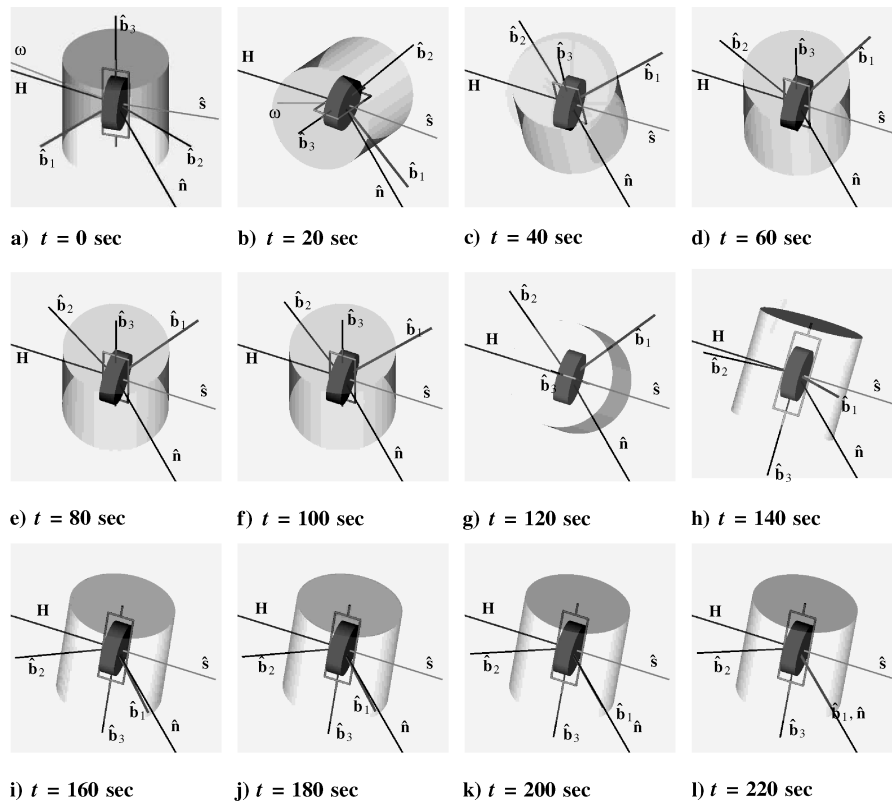 b̂₃
ω
H
ŝ
b̂₁
b̂₂
n̂
a) t = 0 sec
b̂₂
H
ω
ŝ
b̂₃
b̂₁
n̂
b) t = 20 sec
b̂₂
b̂₃
b̂₁
H
ŝ
n̂
c) t = 40 sec
b̂₂
b̂₃
b̂₁
H
ŝ
n̂
d) t = 60 sec
b̂₂
b̂₃
b̂₁
H
ŝ
n̂
e) t = 80 sec
b̂₂
b̂₃
b̂₁
H
ŝ
n̂
f) t = 100 sec
b̂₂
b̂₁
H
b̂₃
ŝ
n̂
g) t = 120 sec
H
b̂₂
ŝ
b̂₁
n̂
b̂₃
h) t = 140 sec
H
b̂₂
ŝ
b̂₁
n̂
b̂₃
i) t = 160 sec
H
b̂₂
ŝ
b̂₁
n̂
b̂₃
j) t = 180 sec
H
b̂₂
ŝ
b̂₁
n̂
b̂₃
k) t = 200 sec
H
b̂₂
ŝ
b̂₁, n̂
b̂₃
l) t = 220 sec